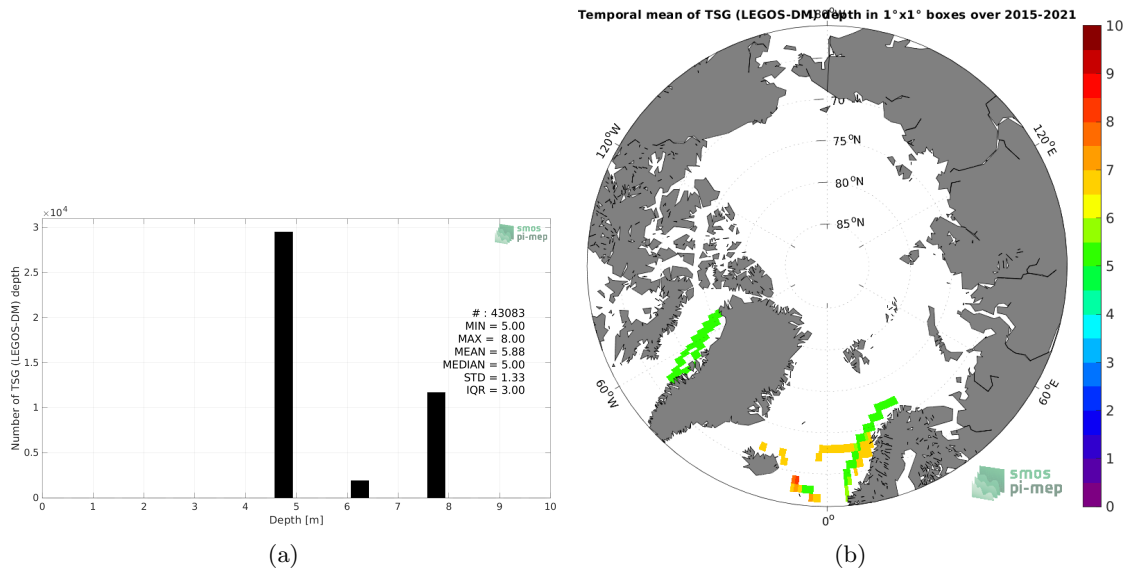 ×10⁴
3
2.5
2
1.5
1
0.5
0
Number of TSG (LEGOS-DM) depth
smos
pi-mep
# : 43083
MIN = 5.00
MAX = 8.00
MEAN = 5.88
MEDIAN = 5.00
STD = 1.33
IQR = 3.00
0 1 2 3 4 5 6 7 8 9 10
Depth [m]
(a)
Temporal mean of TSG (LEGOS-DM) depth in 1°x1° boxes over 2015-2021
180°W
120°W
120°E
70
75°N
80°N
85°N
60°W
60°E
0°
smos
pi-mep
10
9
8
7
6
5
4
3
2
1
0
(b)